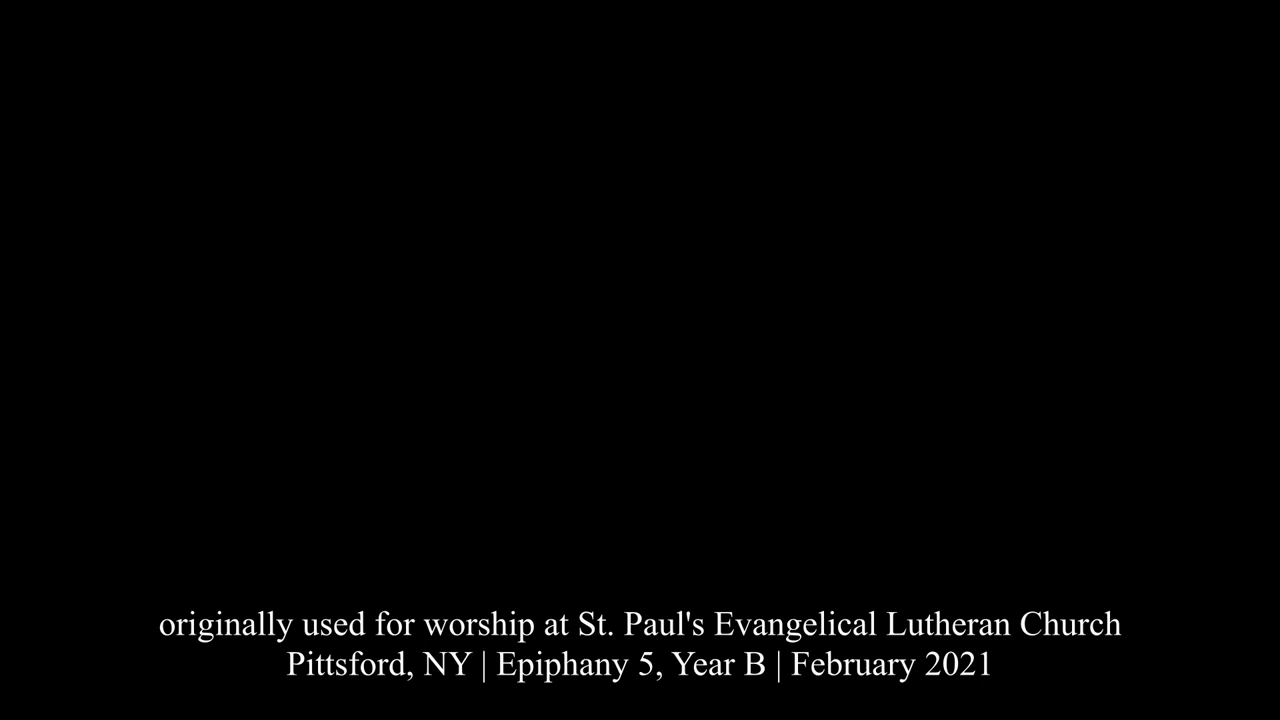 originally used for worship at St. Paul's Evangelical Lutheran Church
Pittsford, NY | Epiphany 5, Year B | February 2021